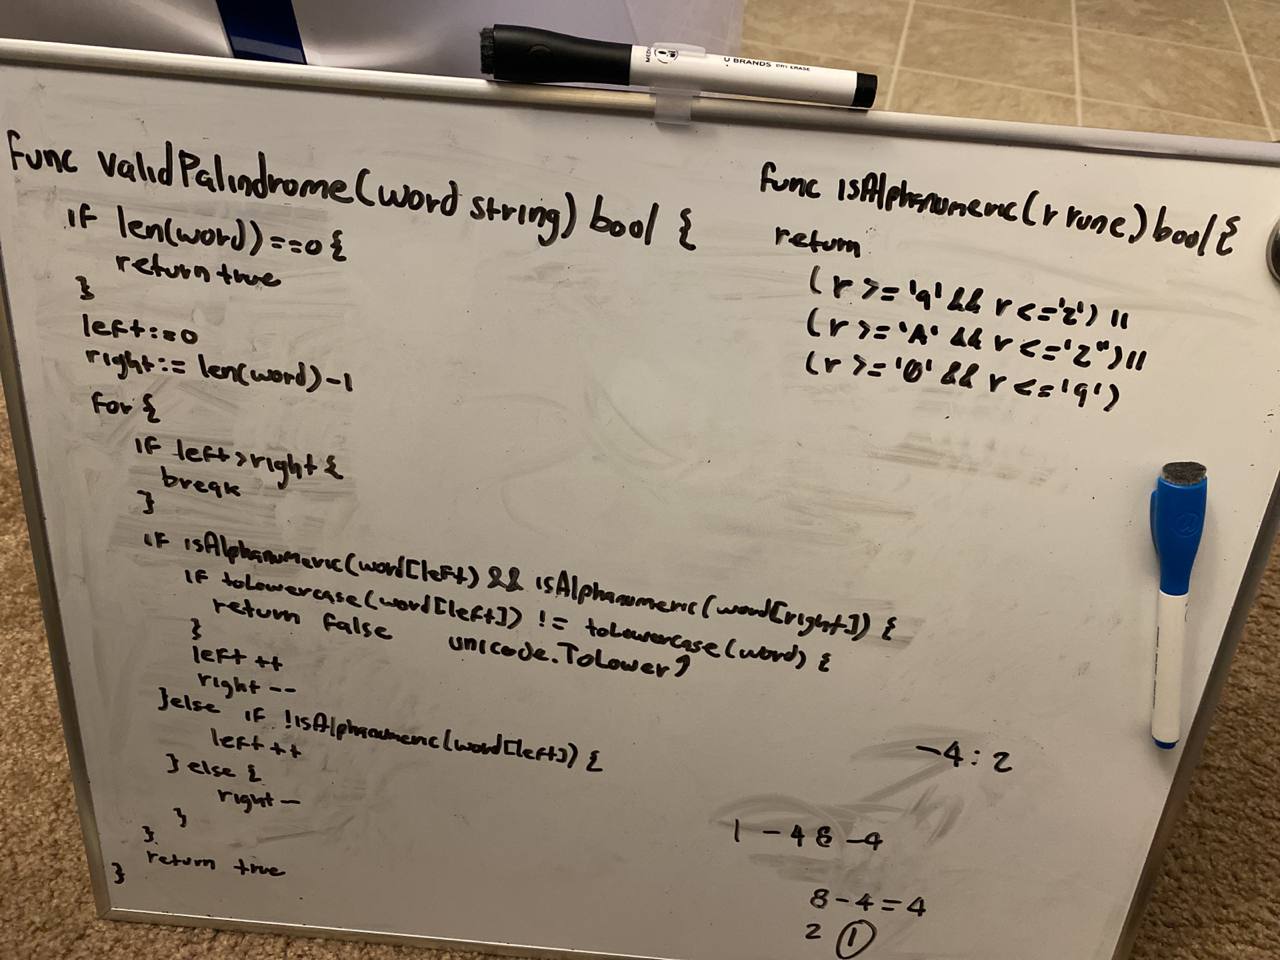 U BRANDS DRY ERASE
func validPalindrome(word string) bool {
if len(word)==0 {
return true
}
left:=0
right:= len(word)-1
for {
if left>right {
break
}
if isAlphanumeric(word[left) && isAlphanumeric(word[right]) {
if toLowercase(word[left]) != toLowercase(word) {
return false unicode.ToLower?
}
left ++
right --
}else if !isAlphanumeric(word[left]) {
left ++
} else {
right -
}
}
return true
}
func isAlphanumeric(r rune) bool {
return
(r >= 'a' && r <= 'z') ||
(r >= 'A' && r <= 'Z") ||
(r >= '0' && r <= '9')
-4 : 2
1 -4 8 -4
8 - 4 = 4
2 1